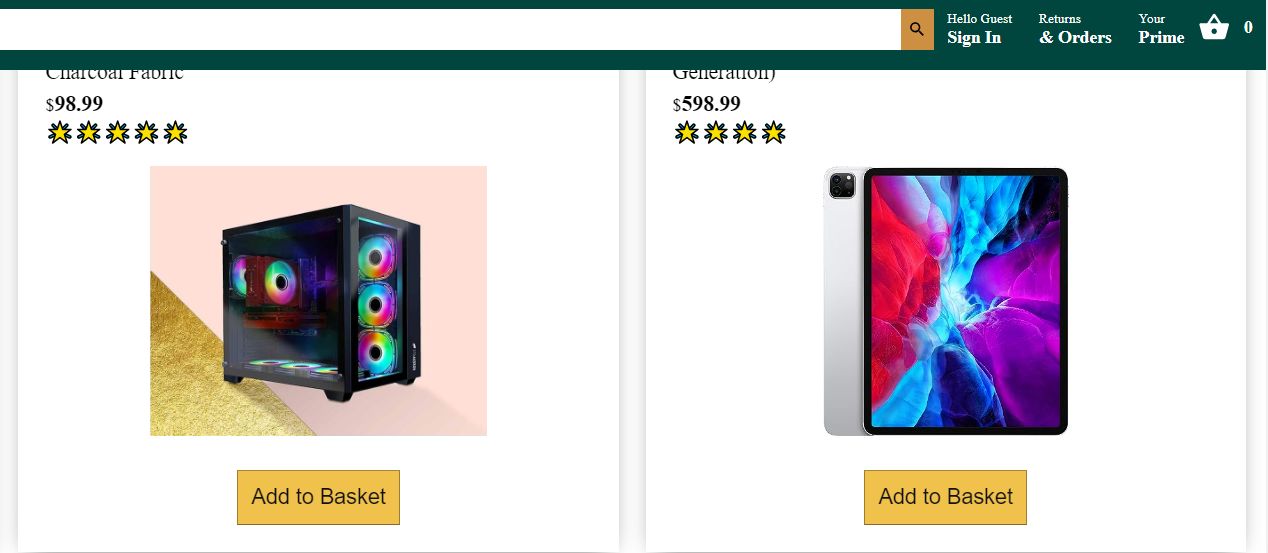 Hello Guest
Sign In
Returns
& Orders
Your
Prime
0
Charcoal Fabric
$98.99
Add to Basket
Generation)
$598.99
Add to Basket